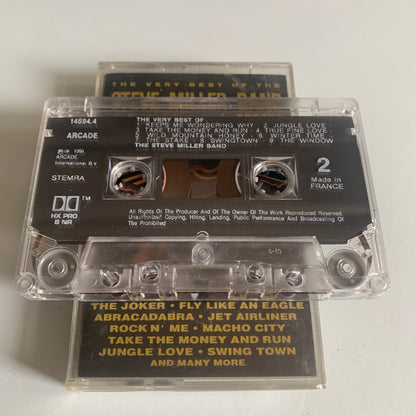 THE VERY BEST OF THE
STEVE MILLER BAND
14594.4
ARCADE
THE VERY BEST OF
1. KEEPS ME WONDERING WHY · 2. JUNGLE LOVE ·
3. TAKE THE MONEY AND RUN · 4. TRUE FINE LOVE ·
5. WILD MOUNTAIN HONEY · 6. WINTER TIME ·
THE STAKE · 8. SWINGTOWN · 9. THE WINDOW
THE STEVE MILLER BAND
1991
ARCADE
International B.V
STEMRA
2
Made in
FRANCE
HX PRO
B NR
All Rights Of The Producer And Of The Owner Of The Work Reproduced Reserved.
Unauthorized Copying, Hiring, Lending, Public Performance And Broadcasting Of
The Prohibited
THE JOKER · FLY LIKE AN EAGLE
ABRACADABRA · JET AIRLINER
ROCKN' ME · MACHO CITY
TAKE THE MONEY AND RUN
JUNGLE LOVE · SWING TOWN
AND MANY MORE